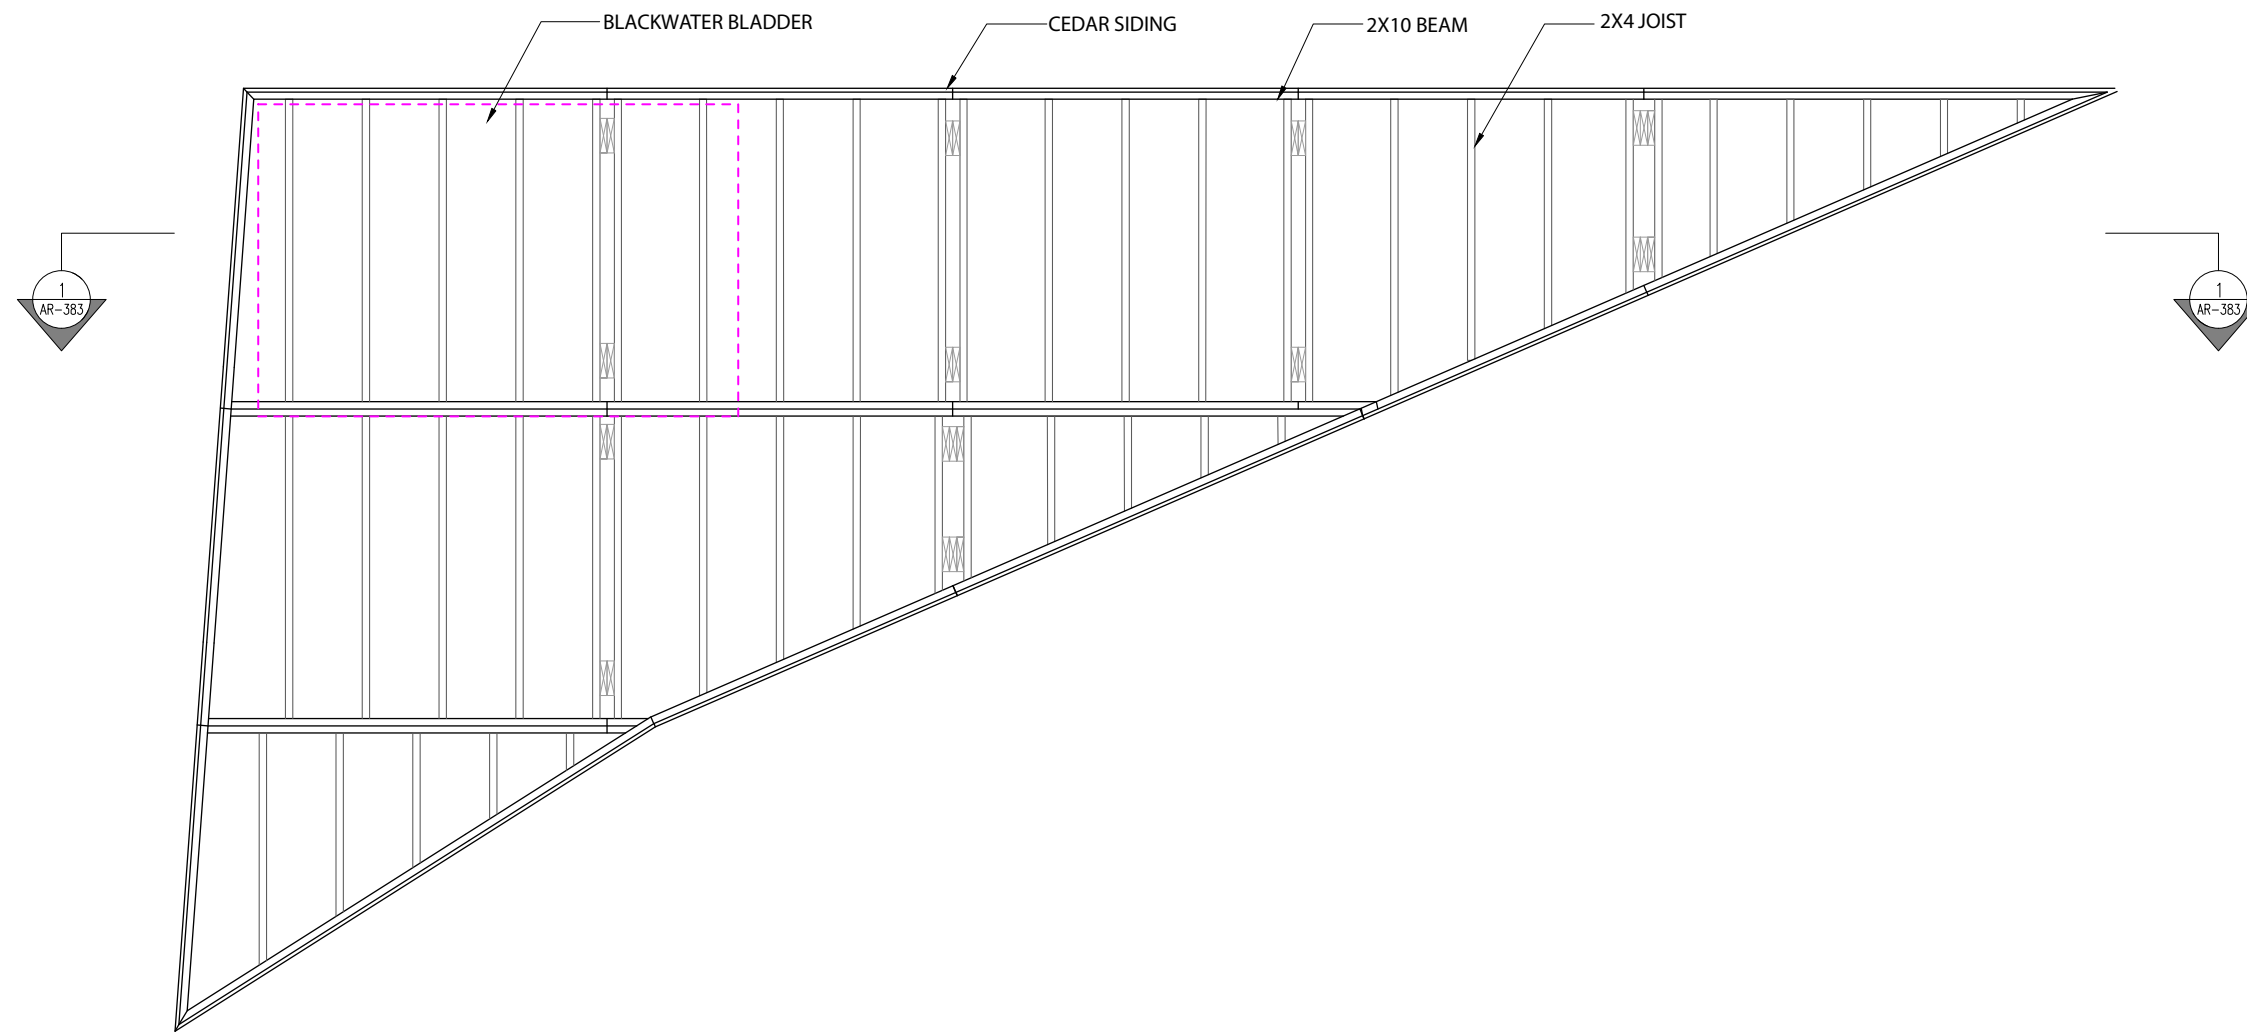 BLACKWATER BLADDER
CEDAR SIDING
2X10 BEAM
2X4 JOIST
1
AR-383
1
AR-383